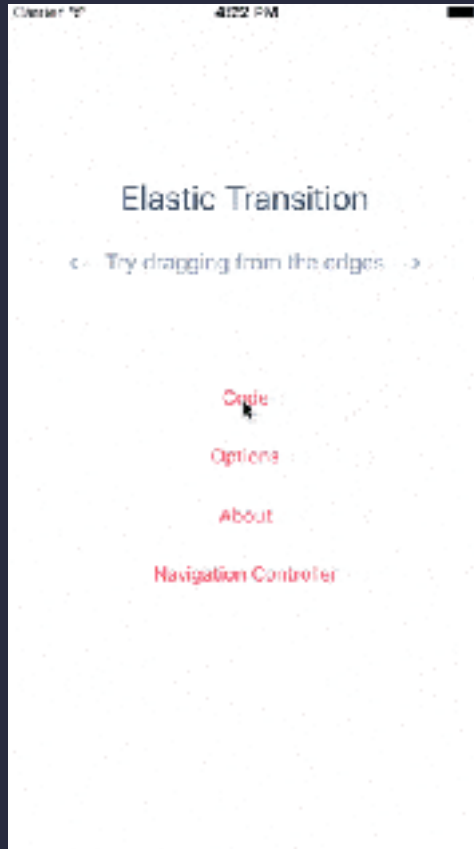 Carrier 4:22 PM
Elastic Transition
<- Try dragging from the edges ->
Code
Options
About
Navigation Controller